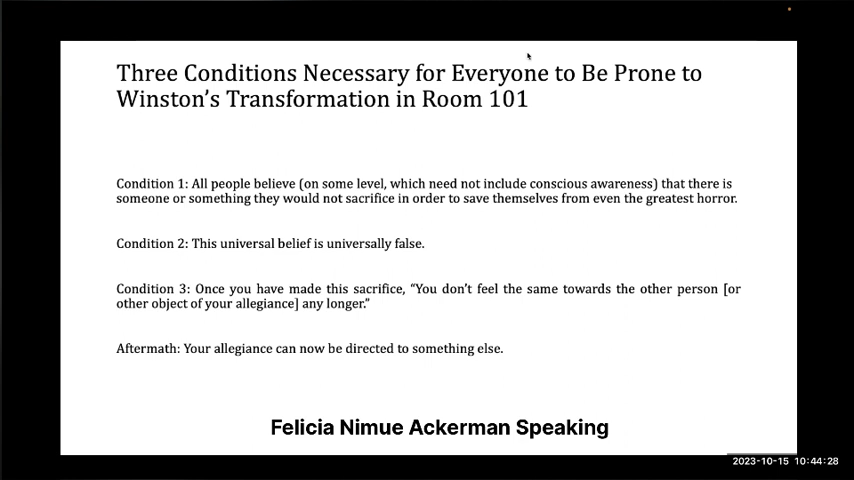 Three Conditions Necessary for Everyone to Be Prone to
Winston's Transformation in Room 101
Condition 1: All people believe (on some level, which need not include conscious awareness) that there is
someone or something they would not sacrifice in order to save themselves from even the greatest horror.
Condition 2: This universal belief is universally false.
Condition 3: Once you have made this sacrifice, “You don't feel the same towards the other person [or
other object of your allegiance] any longer.”
Aftermath: Your allegiance can now be directed to something else.
Felicia Nimue Ackerman Speaking
2023-10-15 10:44:28